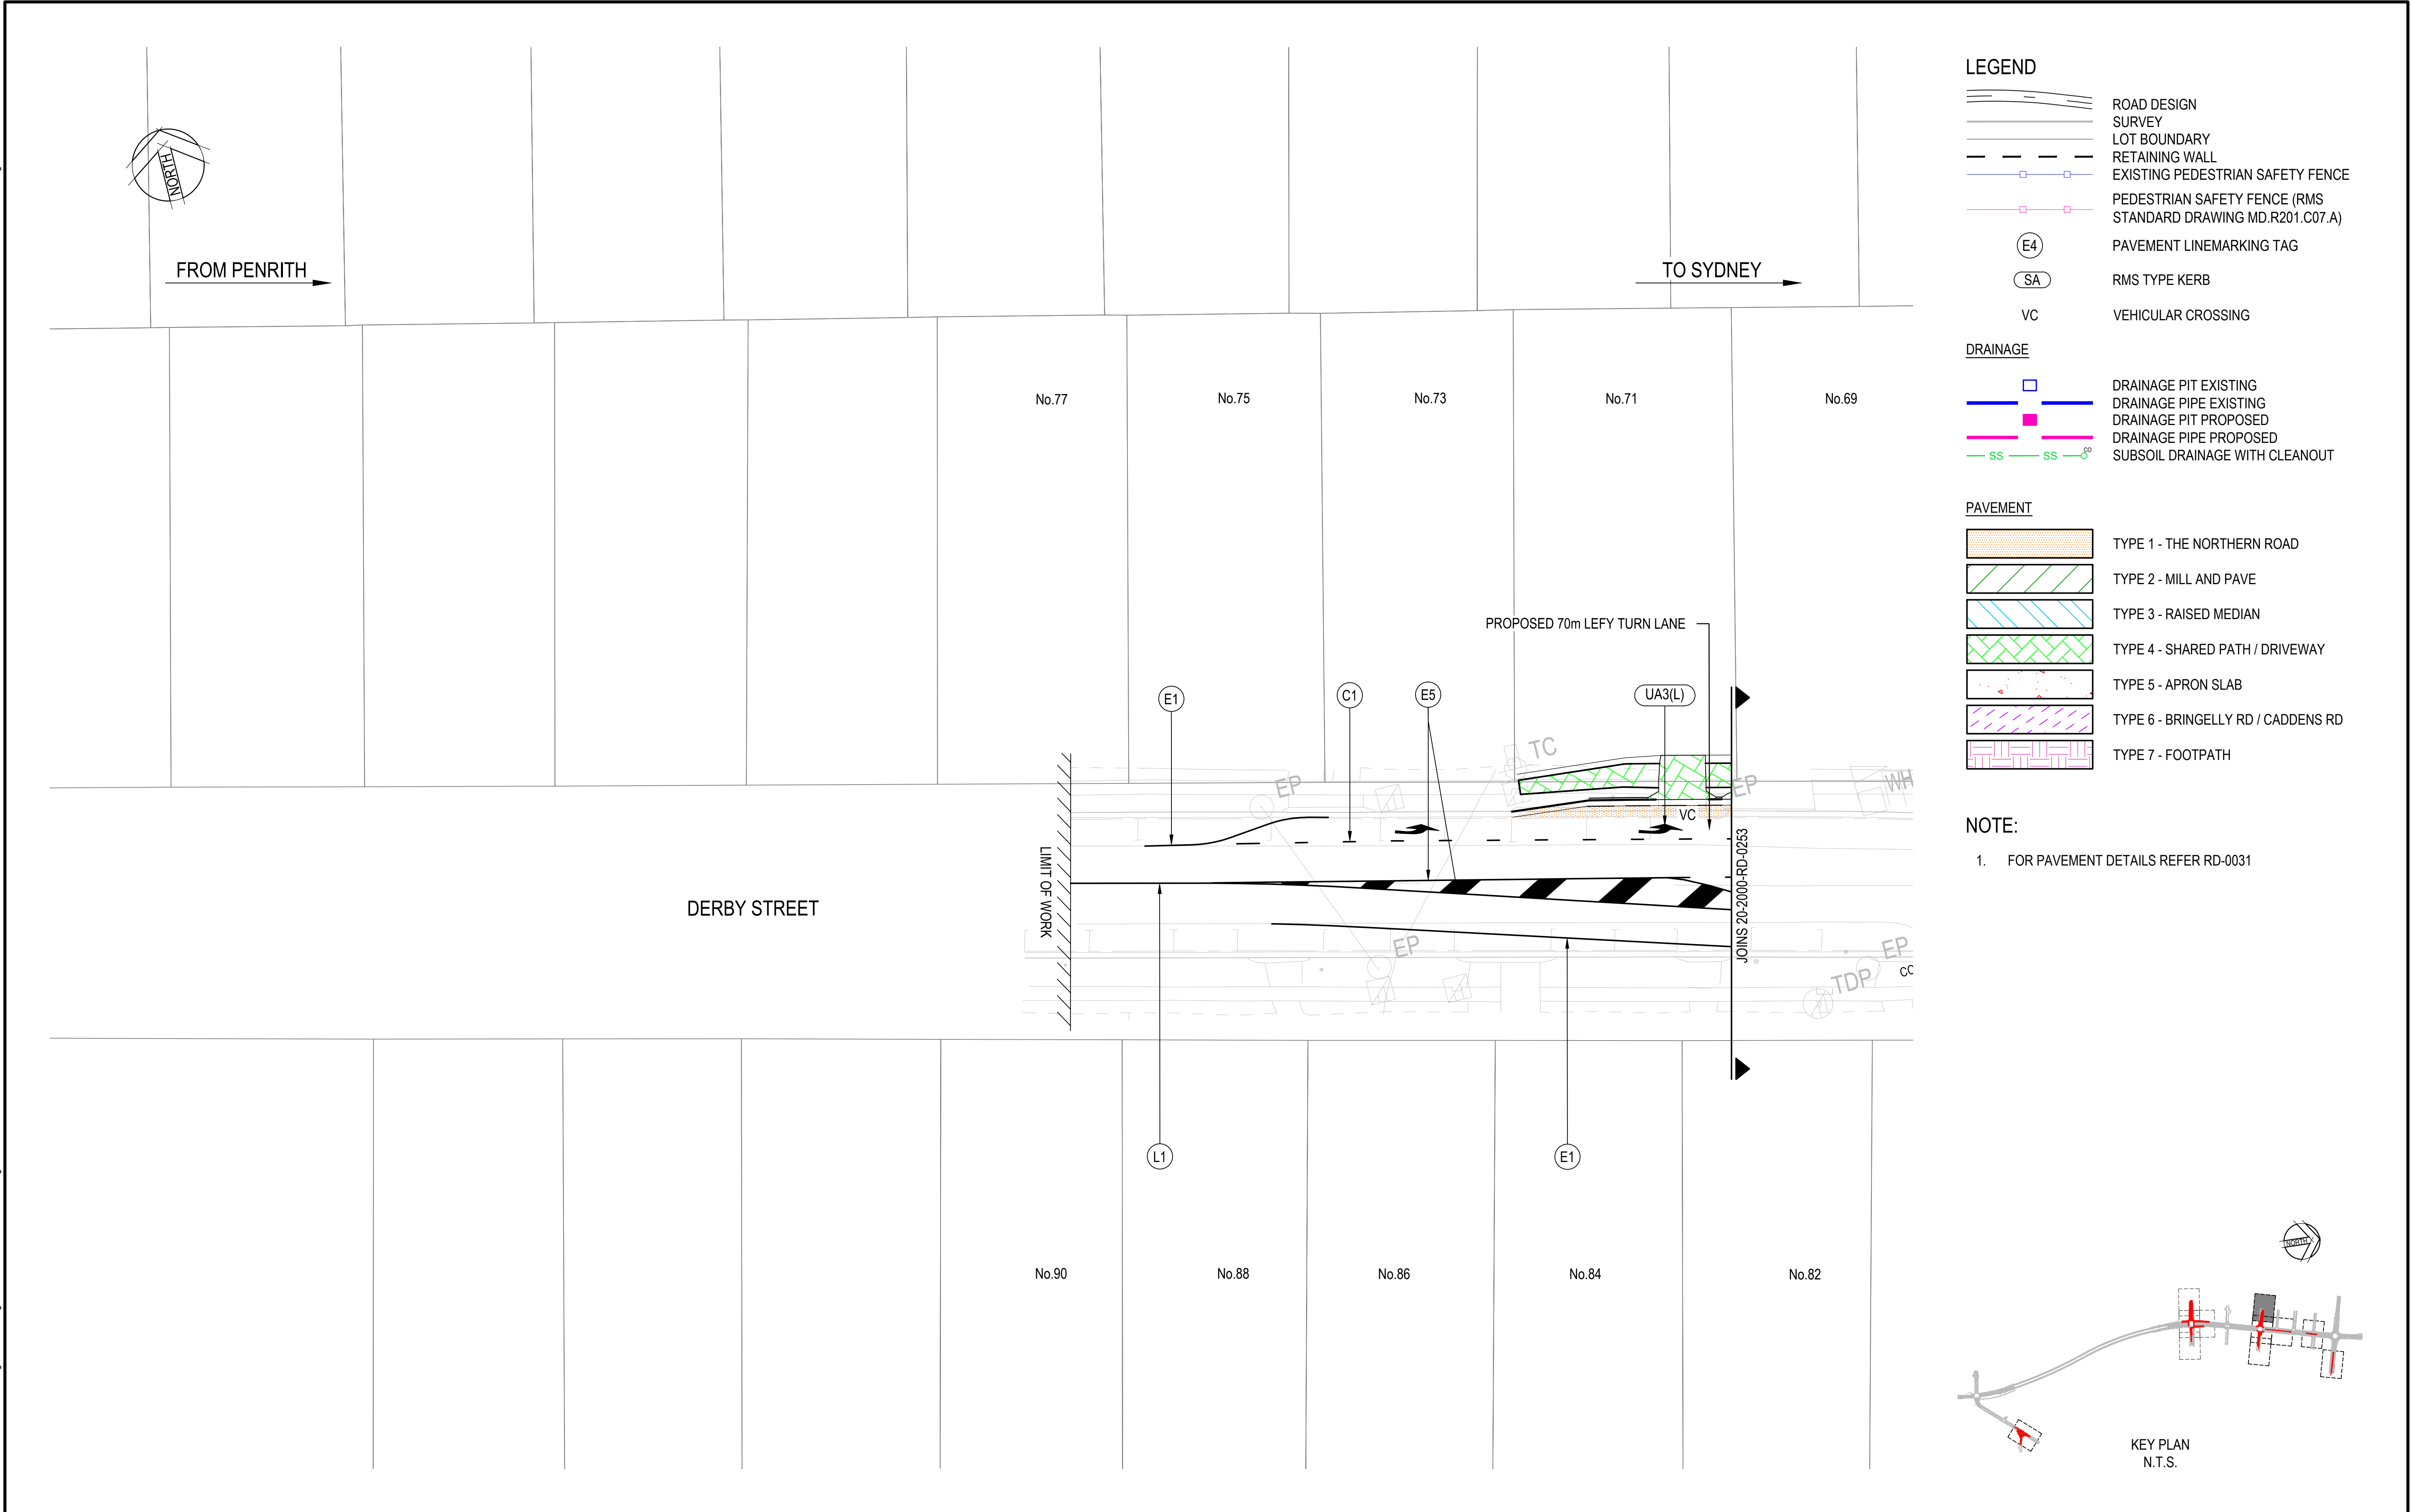 NORTH
FROM PENRITH
TO SYDNEY
No.77
No.75
No.73
No.71
No.69
PROPOSED 70m LEFY TURN LANE
E1
C1
E5
UA3(L)
TC
EP
EP
WH
VC
LIMIT OF WORK
JOINS 20-2000-RD-0253
DERBY STREET
EP
EP
TDP
CO
L1
E1
No.90
No.88
No.86
No.84
No.82
LEGEND
ROAD DESIGN
SURVEY
LOT BOUNDARY
RETAINING WALL
EXISTING PEDESTRIAN SAFETY FENCE
PEDESTRIAN SAFETY FENCE (RMS
STANDARD DRAWING MD.R201.C07.A)
E4 PAVEMENT LINEMARKING TAG
SA RMS TYPE KERB
VC VEHICULAR CROSSING
DRAINAGE
DRAINAGE PIT EXISTING
DRAINAGE PIPE EXISTING
DRAINAGE PIT PROPOSED
DRAINAGE PIPE PROPOSED
SS SS CO SUBSOIL DRAINAGE WITH CLEANOUT
PAVEMENT
TYPE 1 - THE NORTHERN ROAD
TYPE 2 - MILL AND PAVE
TYPE 3 - RAISED MEDIAN
TYPE 4 - SHARED PATH / DRIVEWAY
TYPE 5 - APRON SLAB
TYPE 6 - BRINGELLY RD / CADDENS RD
TYPE 7 - FOOTPATH
NOTE:
1. FOR PAVEMENT DETAILS REFER RD-0031
NORTH
KEY PLAN
N.T.S.